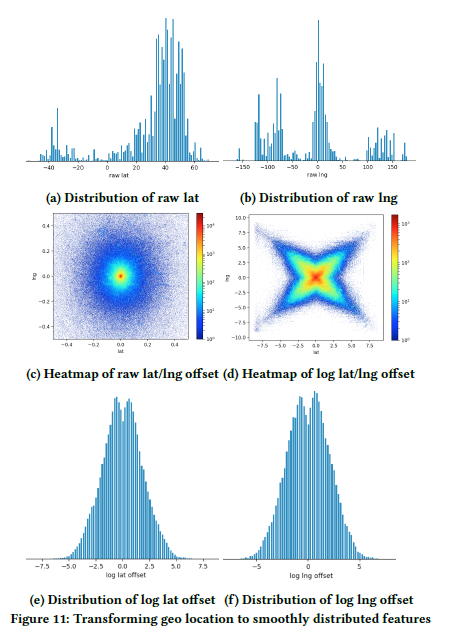 −40 −20 0 20 40 60
raw lat
−150 −100 −50 0 50 100 150
raw lng
(a) Distribution of raw lat
(b) Distribution of raw lng
0.4
0.2
0.0
−0.2
−0.4
lng
−0.4 −0.2 0.0 0.2 0.4
lat
10⁴
10³
10²
10¹
10⁰
10.0
7.5
5.0
2.5
0.0
−2.5
−5.0
−7.5
−10.0
lng
−7.5 −5.0 −2.5 0.0 2.5 5.0 7.5
lat
10³
10²
10¹
10⁰
(c) Heatmap of raw lat/lng offset
(d) Heatmap of log lat/lng offset
−7.5 −5.0 −2.5 0.0 2.5 5.0 7.5
log lat offset
−5 0 5
log lng offset
(e) Distribution of log lat offset
(f) Distribution of log lng offset
Figure 11: Transforming geo location to smoothly distributed features